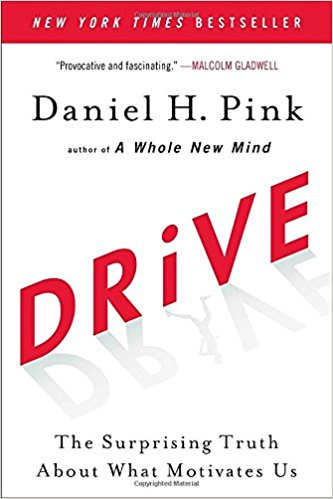 NEW YORK TIMES BESTSELLER
"Provocative and fascinating." —MALCOLM GLADWELL
Daniel H. Pink
author of A Whole New Mind
DRiVE
The Surprising Truth
About What Motivates Us